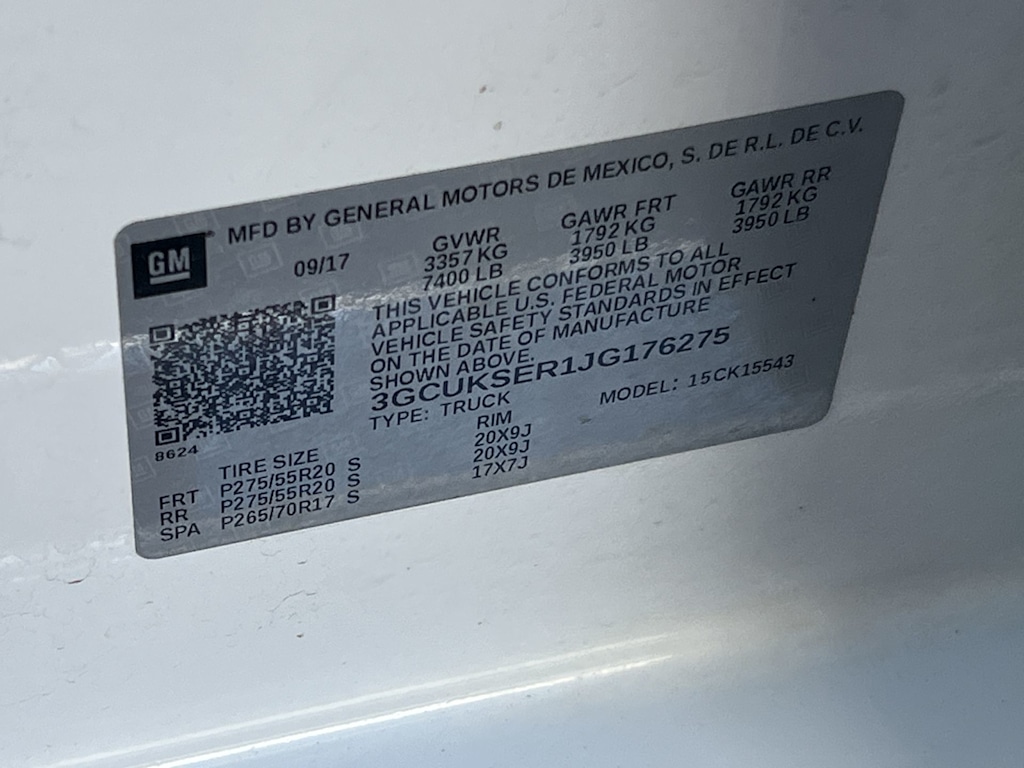 GM
MFD BY GENERAL MOTORS DE MEXICO, S. DE R.L. DE C.V.
09/17
GVWR
3357 KG
7400 LB
GAWR FRT
1792 KG
3950 LB
GAWR RR
1792 KG
3950 LB
THIS VEHICLE CONFORMS TO ALL
APPLICABLE U.S. FEDERAL MOTOR
VEHICLE SAFETY STANDARDS IN EFFECT
ON THE DATE OF MANUFACTURE
SHOWN ABOVE.
3GCUKSER1JG176275
TYPE: TRUCK MODEL: 15CK15543
8624
TIRE SIZE RIM
FRT P275/55R20 S 20X9J
RR P275/55R20 S 20X9J
SPA P265/70R17 S 17X7J